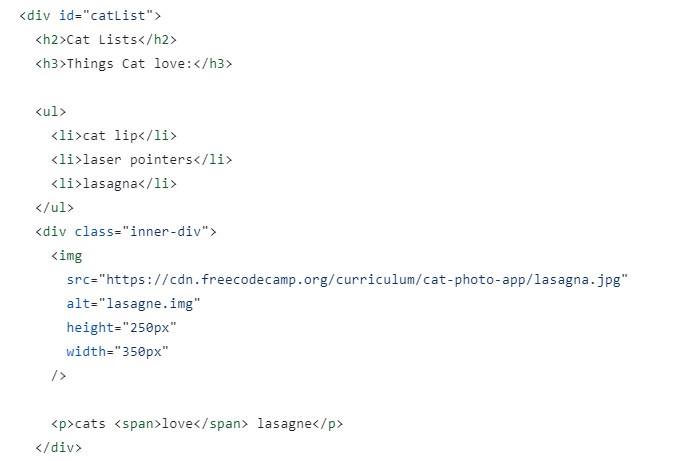 <div id="catList">
<h2>Cat Lists</h2>
<h3>Things Cat love:</h3>
<ul>
<li>cat lip</li>
<li>laser pointers</li>
<li>lasagna</li>
</ul>
<div class="inner-div">
<img
src="https://cdn.freecodecamp.org/curriculum/cat-photo-app/lasagna.jpg"
alt="lasagne.img"
height="250px"
width="350px"
/>
<p>cats <span>love</span> lasagne</p>
</div>